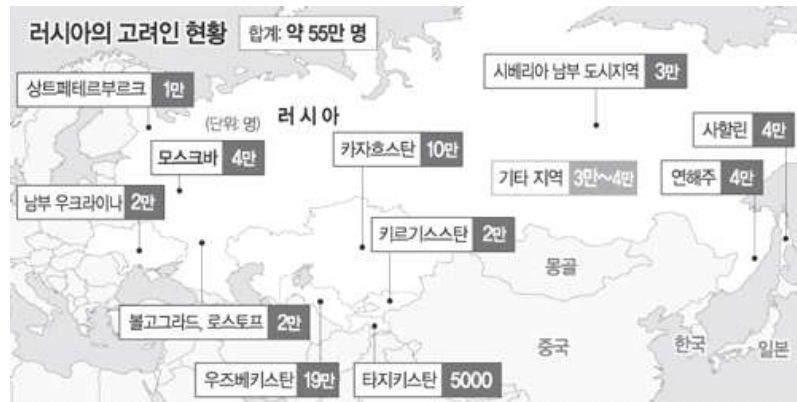 러시아의 고려인 현황 합계: 약 55만 명
상트페테르부르크 1만
시베리아 남부 도시지역 3만
(단위: 명)
러시아
사할린 4만
모스크바 4만
카자흐스탄 10만
기타 지역 3만~4만
연해주 4만
남부 우크라이나 2만
키르기스스탄 2만
몽골
볼고그라드, 로스토프 2만
중국
한국
일본
우즈베키스탄 19만
타지키스탄 5000